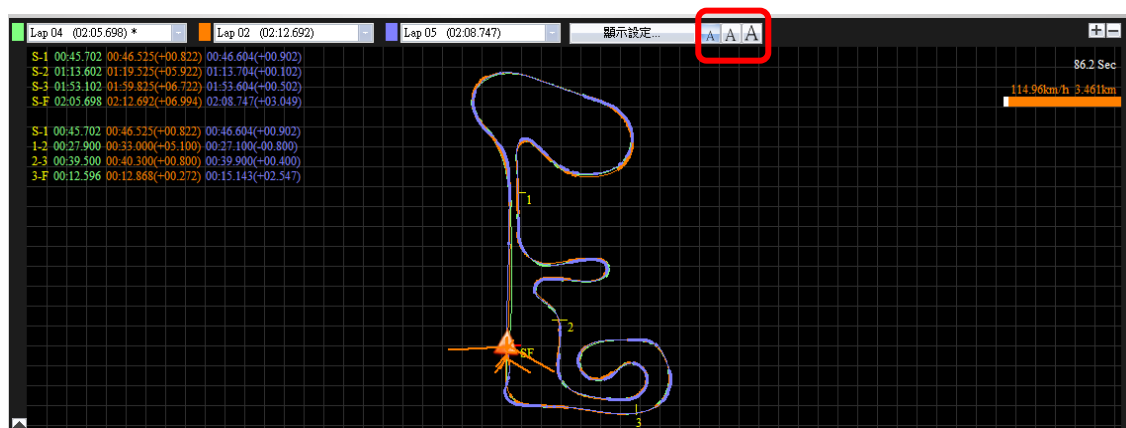 Lap 04 (02:05.698) * Lap 02 (02:12.692) Lap 05 (02:08.747) 顯示設定... A A A
86.2 Sec
114.96km/h 3.461km
S-1 00:45.702 00:46.525(+00.822) 00:46.604(+00.902)
S-2 01:13.602 01:19.525(+05.922) 01:13.704(+00.102)
S-3 01:53.102 01:59.825(+06.722) 01:53.604(+00.502)
S-F 02:05.698 02:12.692(+06.994) 02:08.747(+03.049)
S-1 00:45.702 00:46.525(+00.822) 00:46.604(+00.902)
1-2 00:27.900 00:33.000(+05.100) 00:27.100(-00.800)
2-3 00:39.500 00:40.300(+00.800) 00:39.900(+00.400)
3-F 00:12.596 00:12.868(+00.272) 00:15.143(+02.547)
1
2
SF
3